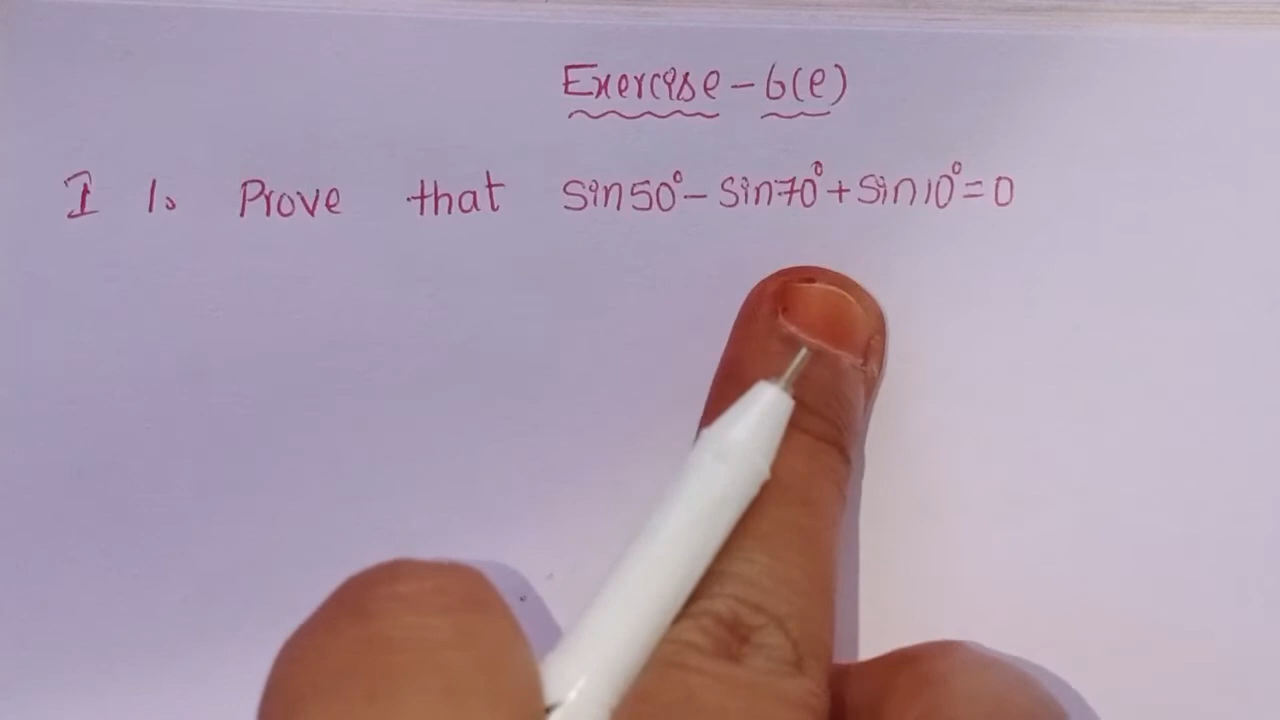 Exercise - 6(e)
I 1. Prove that Sin50° - Sin70° + Sin10° = 0